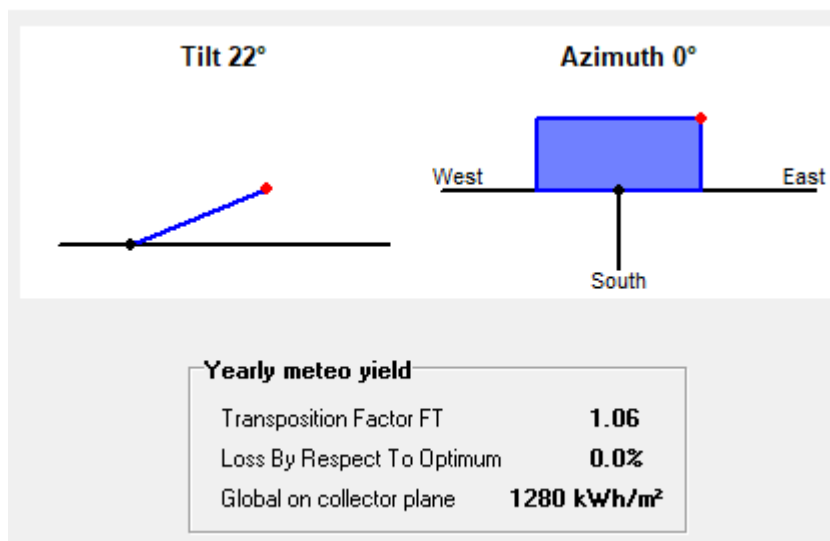 Tilt 22°
Azimuth 0°
West
East
South
Yearly meteo yield
Transposition Factor FT 1.06
Loss By Respect To Optimum 0.0%
Global on collector plane 1280 kWh/m²